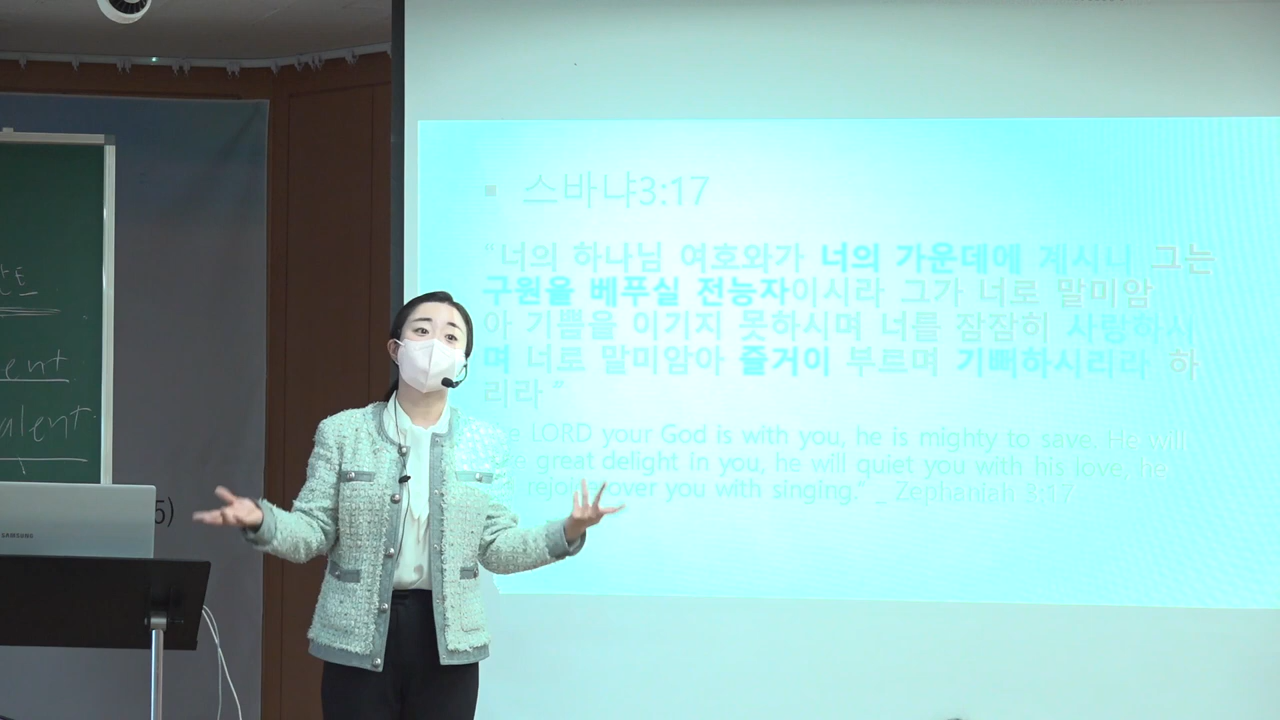 스바냐3:17
“너의 하나님 여호와가 너의 가운데에 계시니 그는
구원을 베푸실 전능자이시라 그가 너로 말미암
이 기쁨을 이기지 못하시며 너를 잠잠히 사랑하시
며 너로 말미암아 즐거이 부르며 기뻐하시리라 하
리라”
LORD your God is with you, he is mighty to save. He will
great delight in you, he will quiet you with his love, he
rejoice over you with singing.” _ Zephaniah 3:17
5)
SAMSUNG